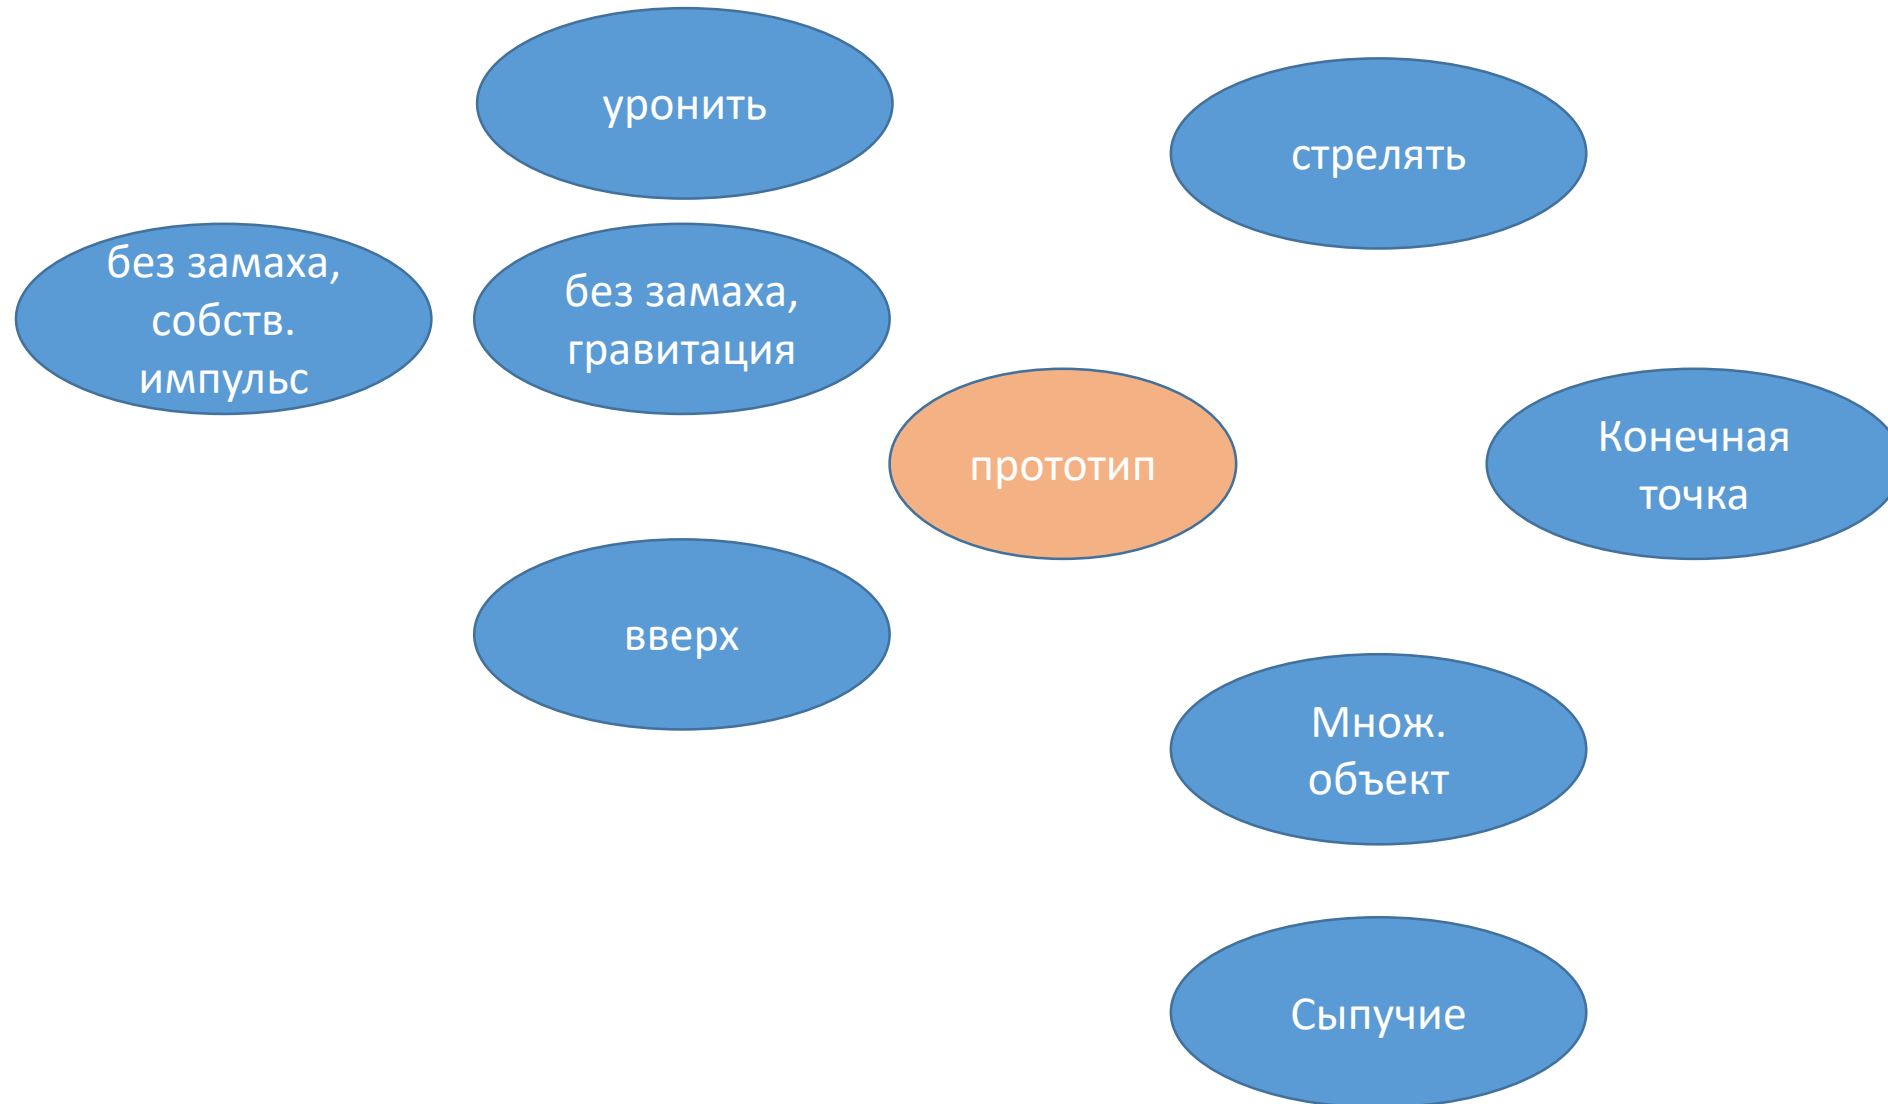 уронить
стрелять
без замаха,
собств.
импульс
без замаха,
гравитация
прототип
Конечная
точка
вверх
Множ.
объект
Сыпучие